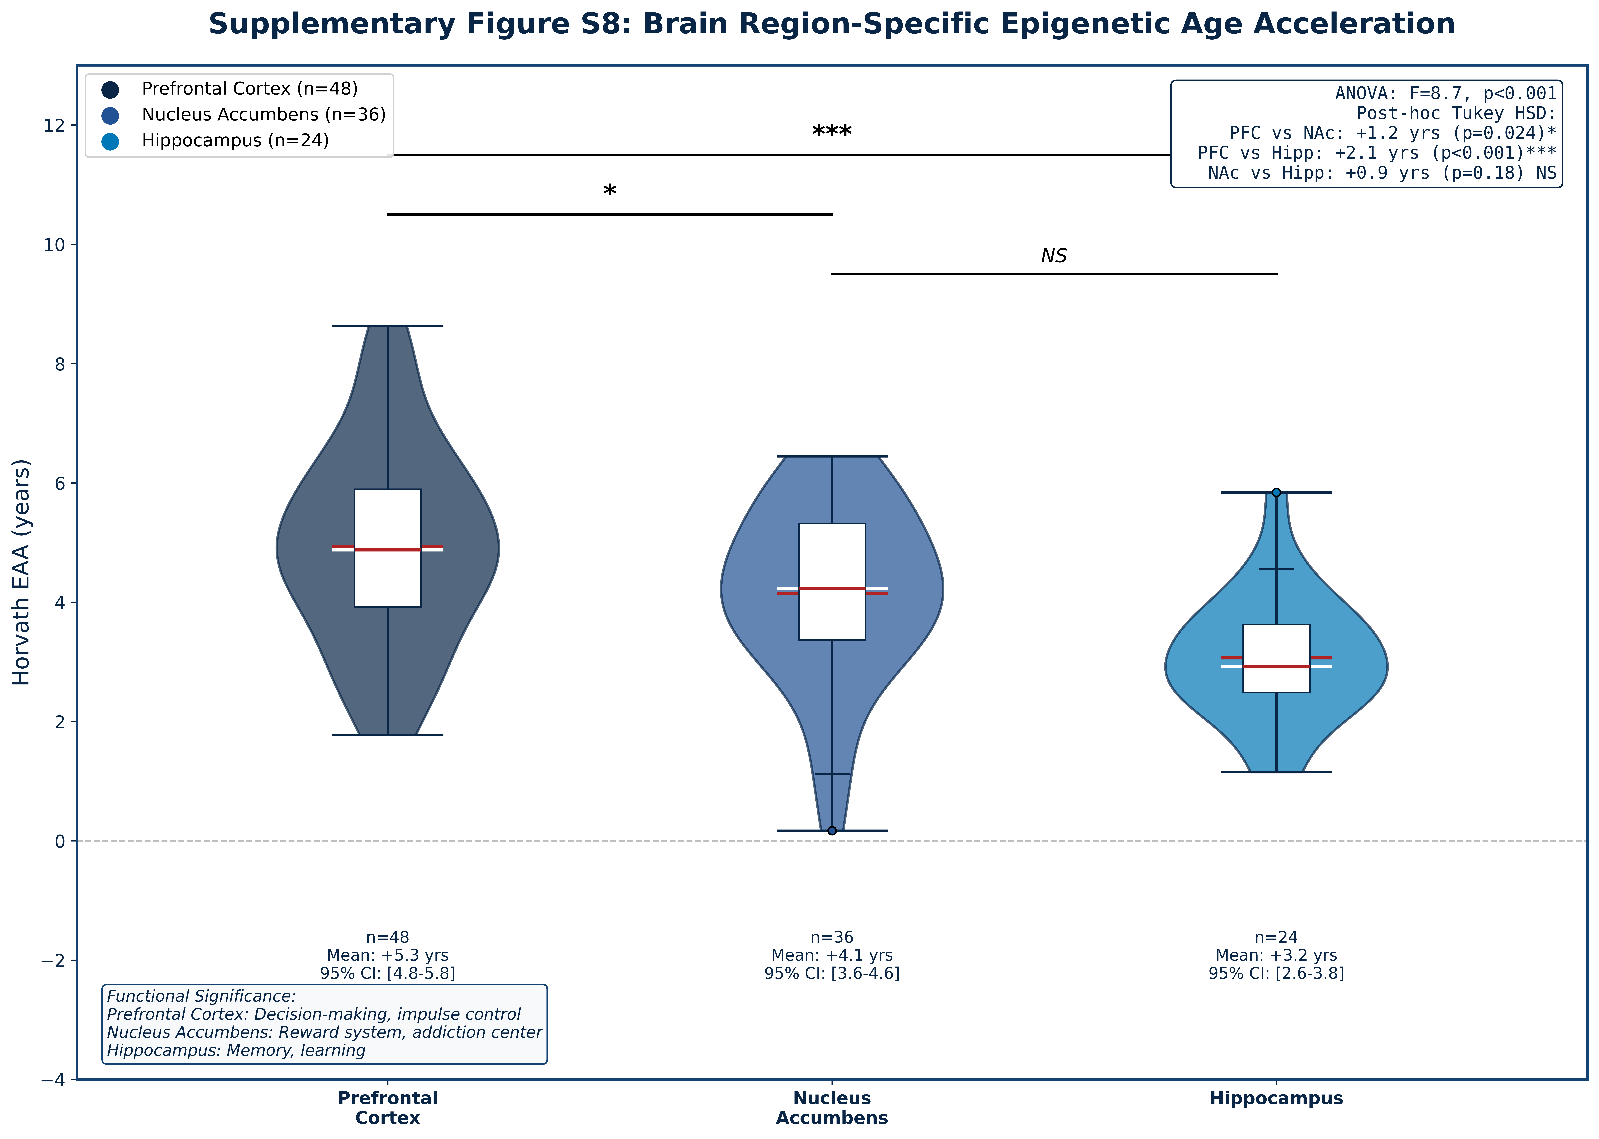 Supplementary Figure S8: Brain Region-Specific Epigenetic Age Acceleration
Prefrontal Cortex (n=48)
Nucleus Accumbens (n=36)
Hippocampus (n=24)
ANOVA: F=8.7, p<0.001
Post-hoc Tukey HSD:
PFC vs NAc: +1.2 yrs (p=0.024)*
PFC vs Hipp: +2.1 yrs (p<0.001)***
NAc vs Hipp: +0.9 yrs (p=0.18) NS
***
*
NS
Horvath EAA (years)
12
10
8
6
4
2
0
−2
−4
n=48
Mean: +5.3 yrs
95% CI: [4.8-5.8]
n=36
Mean: +4.1 yrs
95% CI: [3.6-4.6]
n=24
Mean: +3.2 yrs
95% CI: [2.6-3.8]
Functional Significance:
Prefrontal Cortex: Decision-making, impulse control
Nucleus Accumbens: Reward system, addiction center
Hippocampus: Memory, learning
Prefrontal
Cortex
Nucleus
Accumbens
Hippocampus